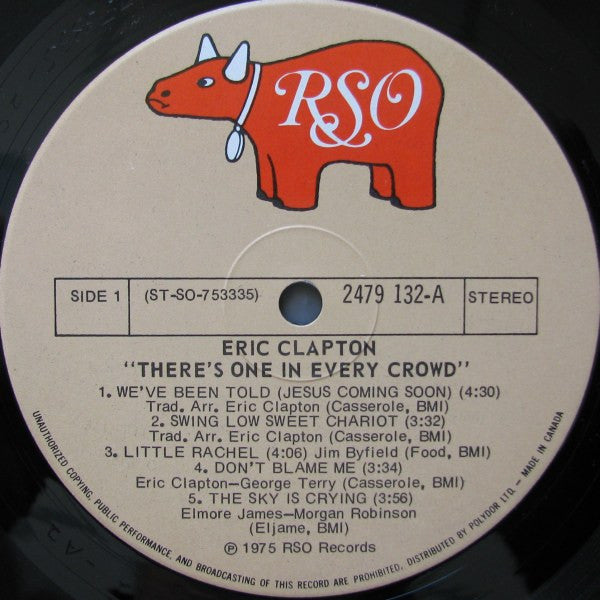 RSO
SIDE 1 (ST-SO-753335) 2479 132-A STEREO
ERIC CLAPTON
"THERE'S ONE IN EVERY CROWD"
1. WE'VE BEEN TOLD (JESUS COMING SOON) (4:30)
Trad. Arr. Eric Clapton (Casserole, BMI)
2. SWING LOW SWEET CHARIOT (3:32)
Trad. Arr. Eric Clapton (Casserole, BMI)
3. LITTLE RACHEL (4:06) Jim Byfield (Food, BMI)
4. DON'T BLAME ME (3:34)
Eric Clapton-George Terry (Casserole, BMI)
5. THE SKY IS CRYING (3:56)
Elmore James-Morgan Robinson
(Eljame, BMI)
℗ 1975 RSO Records
UNAUTHORIZED COPYING, PUBLIC PERFORMANCE, AND BROADCASTING OF THIS RECORD ARE PROHIBITED, DISTRIBUTED BY POLYDOR LTD. — MADE IN CANADA